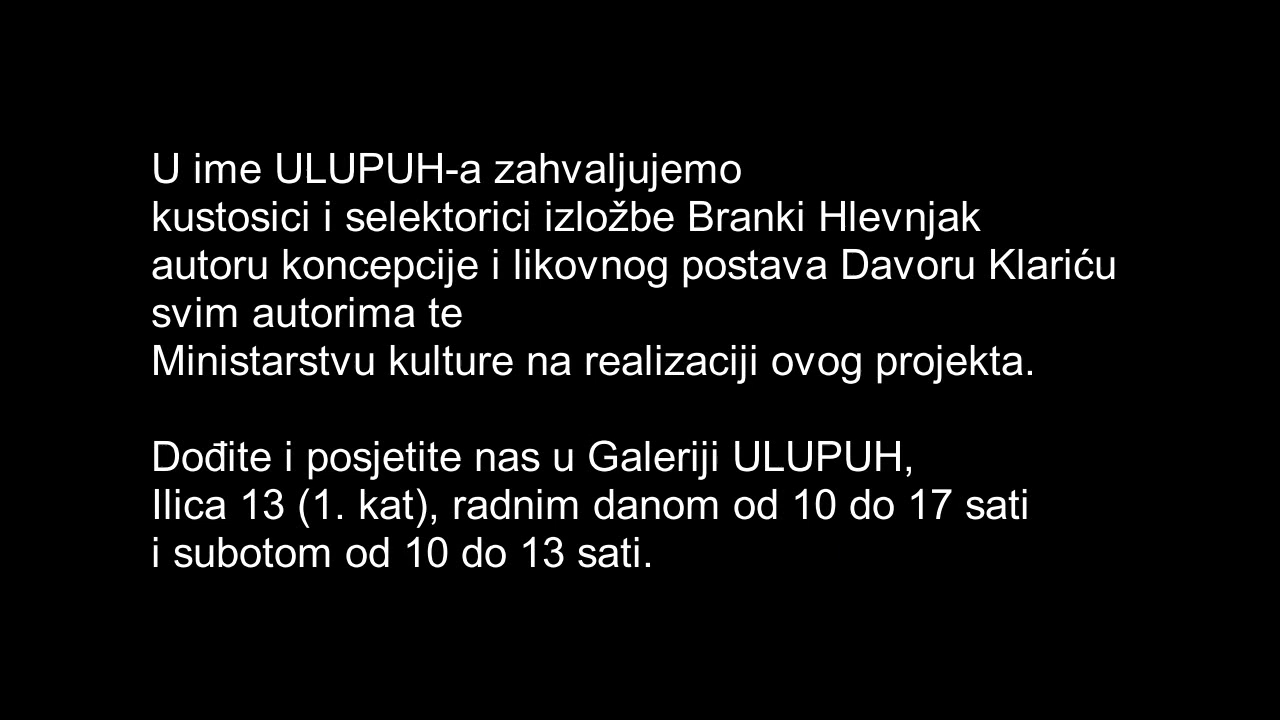 U ime ULUPUH-a zahvaljujemo
kustosici i selektorici izložbe Branki Hlevnjak
autoru koncepcije i likovnog postava Davoru Klariću
svim autorima te
Ministarstvu kulture na realizaciji ovog projekta.
Dođite i posjetite nas u Galeriji ULUPUH,
Ilica 13 (1. kat), radnim danom od 10 do 17 sati
i subotom od 10 do 13 sati.